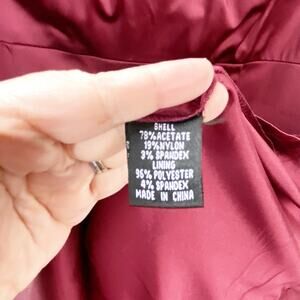 SHELL
78%ACETATE
19%NYLON
3% SPANDEX
LINING
96% POLYESTER
4% SPANDEX
MADE IN CHINA